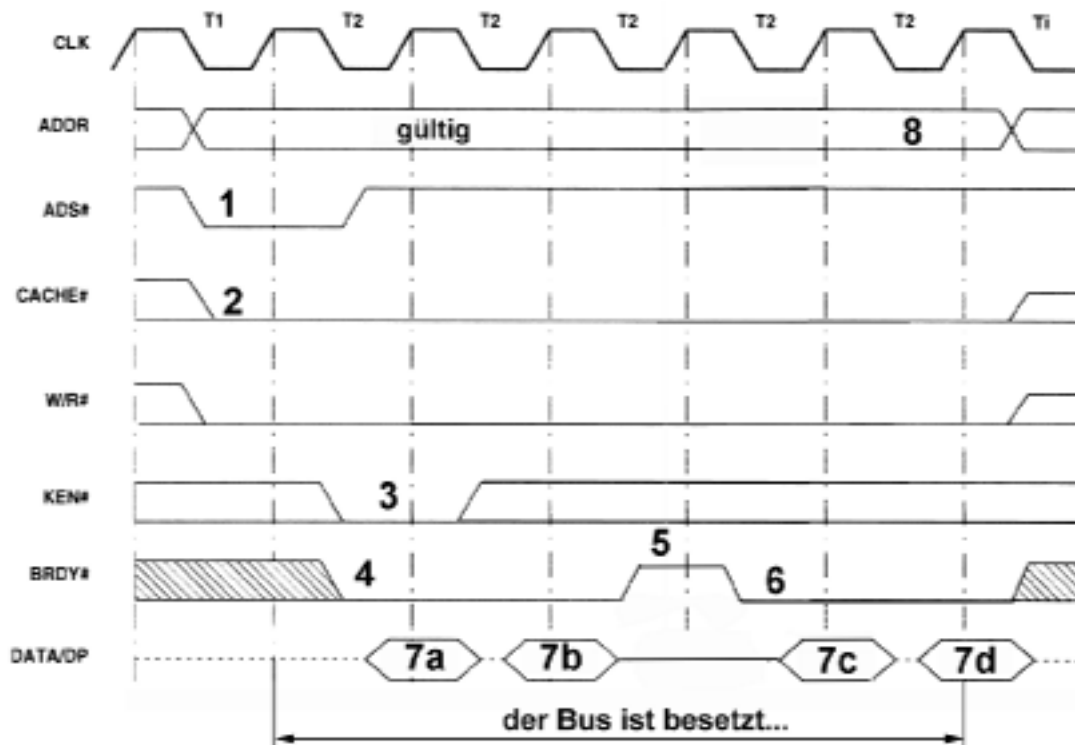 T1 T2 T2 T2 T2 T2 Ti
CLK
ADDR gültig 8
ADS# 1
CACHE# 2
W/R#
KEN# 3
5
BRDY# 4 6
DATA/DP 7a 7b 7c 7d
der Bus ist besetzt...